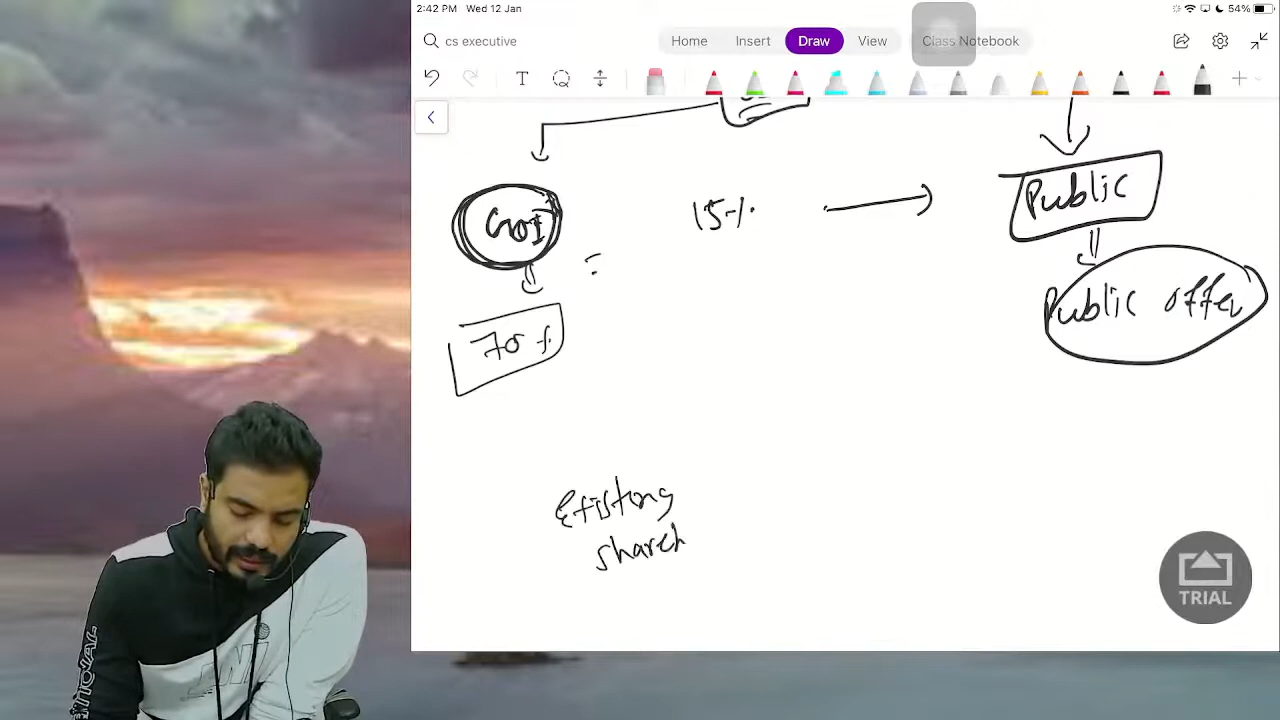 2:42 PM Wed 12 Jan
54%
cs executive
Home Insert Draw View Class Notebook
T
GOI
15%
Public
Public offer
70%
Existing
shareh
TRIAL